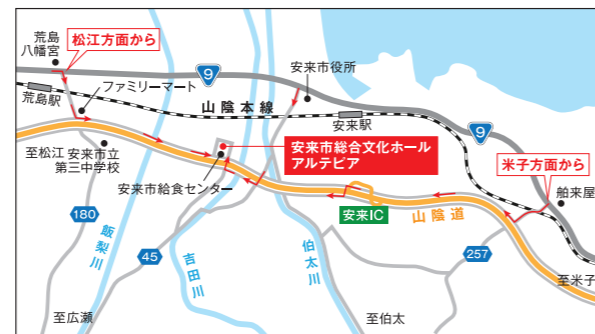 荒島
八幡宮
松江方面から
9
ファミリーマート
荒島駅
山陰本線
安来市役所
安来駅
9
至松江
安来市立
第三中学校
安来市総合文化ホール
アルテピア
安来市給食センター
米子方面から
舶来屋
180
飯梨川
45
吉田川
伯太川
安来IC
山陰道
257
至米子
至広瀬
至伯太